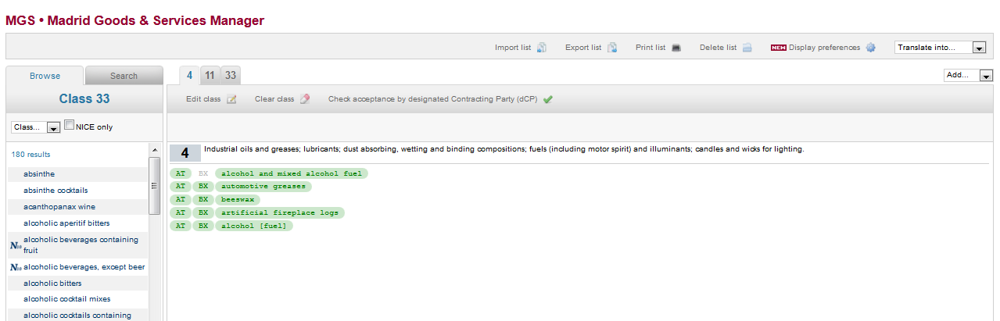 MGS • Madrid Goods & Services Manager
Import list Export list Print list Delete list NEW Display preferences Translate into...
Browse Search 4 11 33 Add...
Class 33 Edit class Clear class Check acceptance by designated Contracting Party (dCP)
Class... NICE only
4 Industrial oils and greases; lubricants; dust absorbing, wetting and binding compositions; fuels (including motor spirit) and illuminants; candles and wicks for lighting.
180 results
AT BX alcohol and mixed alcohol fuel
AT BX automotive greases
AT BX beeswax
AT BX artificial fireplace logs
AT BX alcohol [fuel]
absinthe
absinthe cocktails
acanthopanax wine
alcoholic aperitif bitters
N10 alcoholic beverages containing
fruit
N10 alcoholic beverages, except beer
alcoholic bitters
alcoholic cocktail mixes
alcoholic cocktails containing